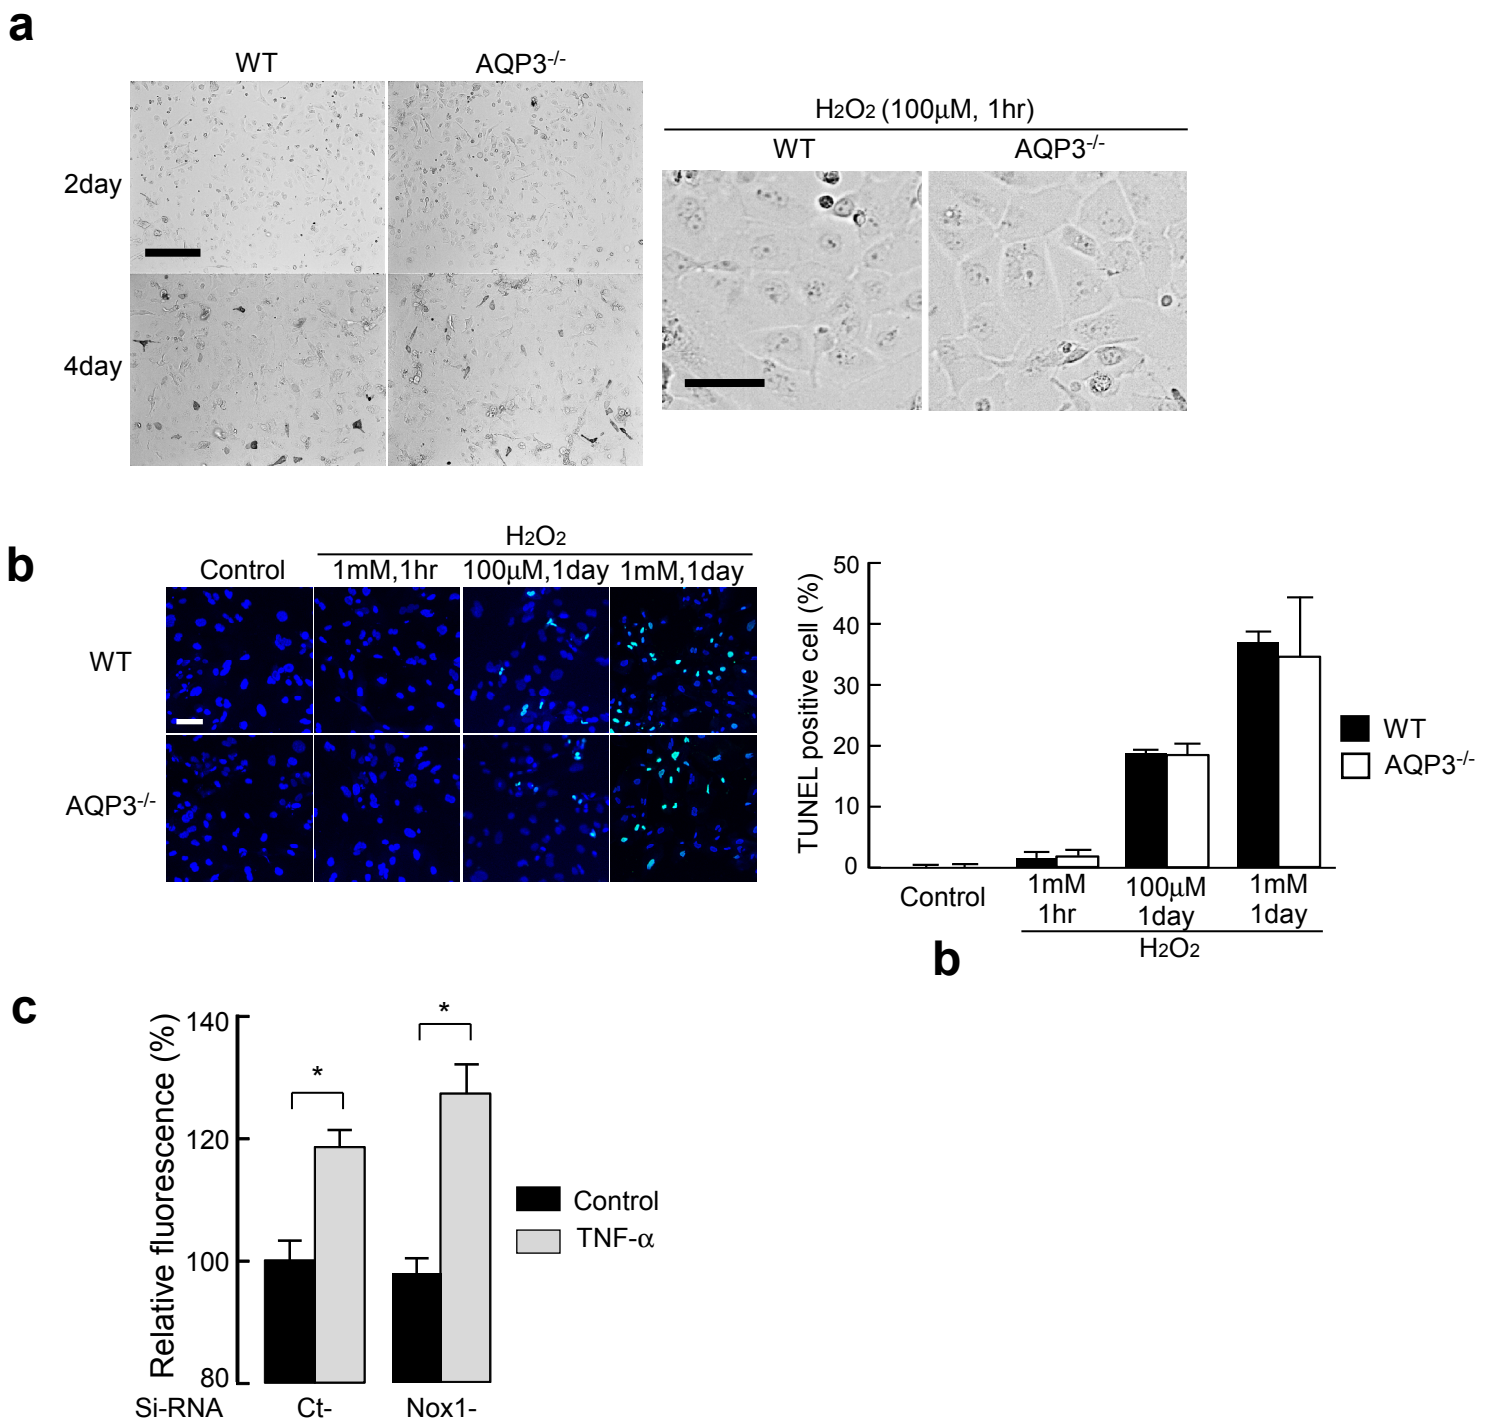 a
WT
AQP3-/-
2day
4day
H2O2 (100μM, 1hr)
WT
AQP3-/-
b
H2O2
Control
1mM,1hr
100μM,1day
1mM,1day
WT
AQP3-/-
TUNEL positive cell (%)
50
40
30
20
10
0
Control
1mM
1hr
100μM
1day
1mM
1day
H2O2
WT
AQP3-/-
b
c
Relative fluorescence (%)
140
120
100
80
*
*
Control
TNF-α
Si-RNA
Ct-
Nox1-